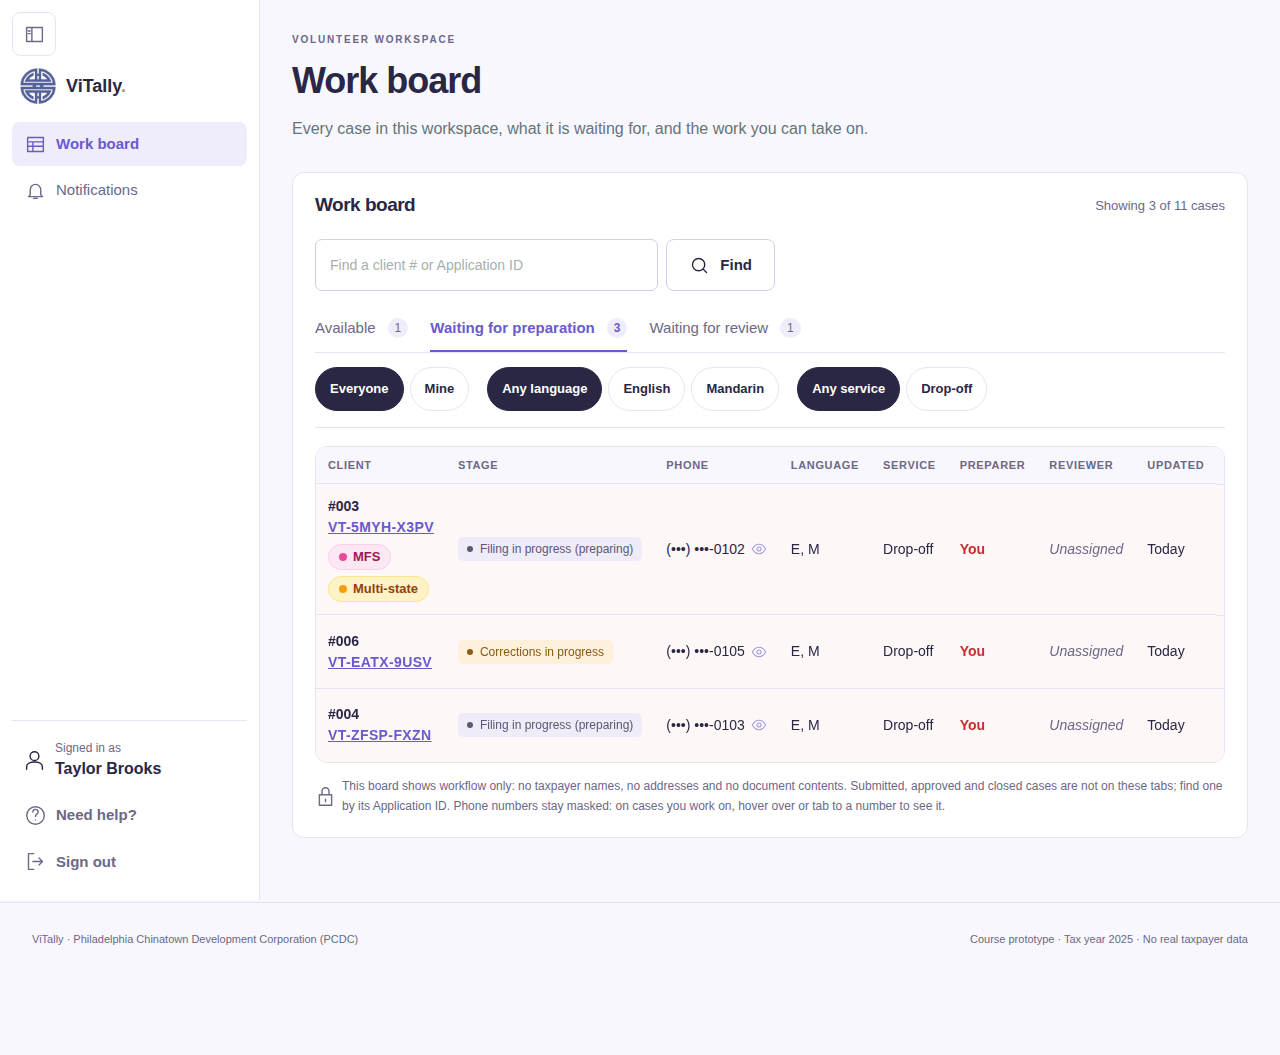 ViTally.
Work board
Notifications
Signed in as
Taylor Brooks
Need help?
Sign out
VOLUNTEER WORKSPACE
Work board
Every case in this workspace, what it is waiting for, and the work you can take on.
Work board
Showing 3 of 11 cases
Find a client # or Application ID
Find
Available 1 Waiting for preparation 3 Waiting for review 1
Everyone Mine Any language English Mandarin Any service Drop-off
CLIENT STAGE PHONE LANGUAGE SERVICE PREPARER REVIEWER UPDATED
#003
VT-5MYH-X3PV
MFS
Multi-state
Filing in progress (preparing) (•••) •••-0102 E, M Drop-off You Unassigned Today
#006
VT-EATX-9USV
Corrections in progress (•••) •••-0105 E, M Drop-off You Unassigned Today
#004
VT-ZFSP-FXZN
Filing in progress (preparing) (•••) •••-0103 E, M Drop-off You Unassigned Today
This board shows workflow only: no taxpayer names, no addresses and no document contents. Submitted, approved and closed cases are not on these tabs; find one
by its Application ID. Phone numbers stay masked: on cases you work on, hover over or tab to a number to see it.
ViTally · Philadelphia Chinatown Development Corporation (PCDC)
Course prototype · Tax year 2025 · No real taxpayer data